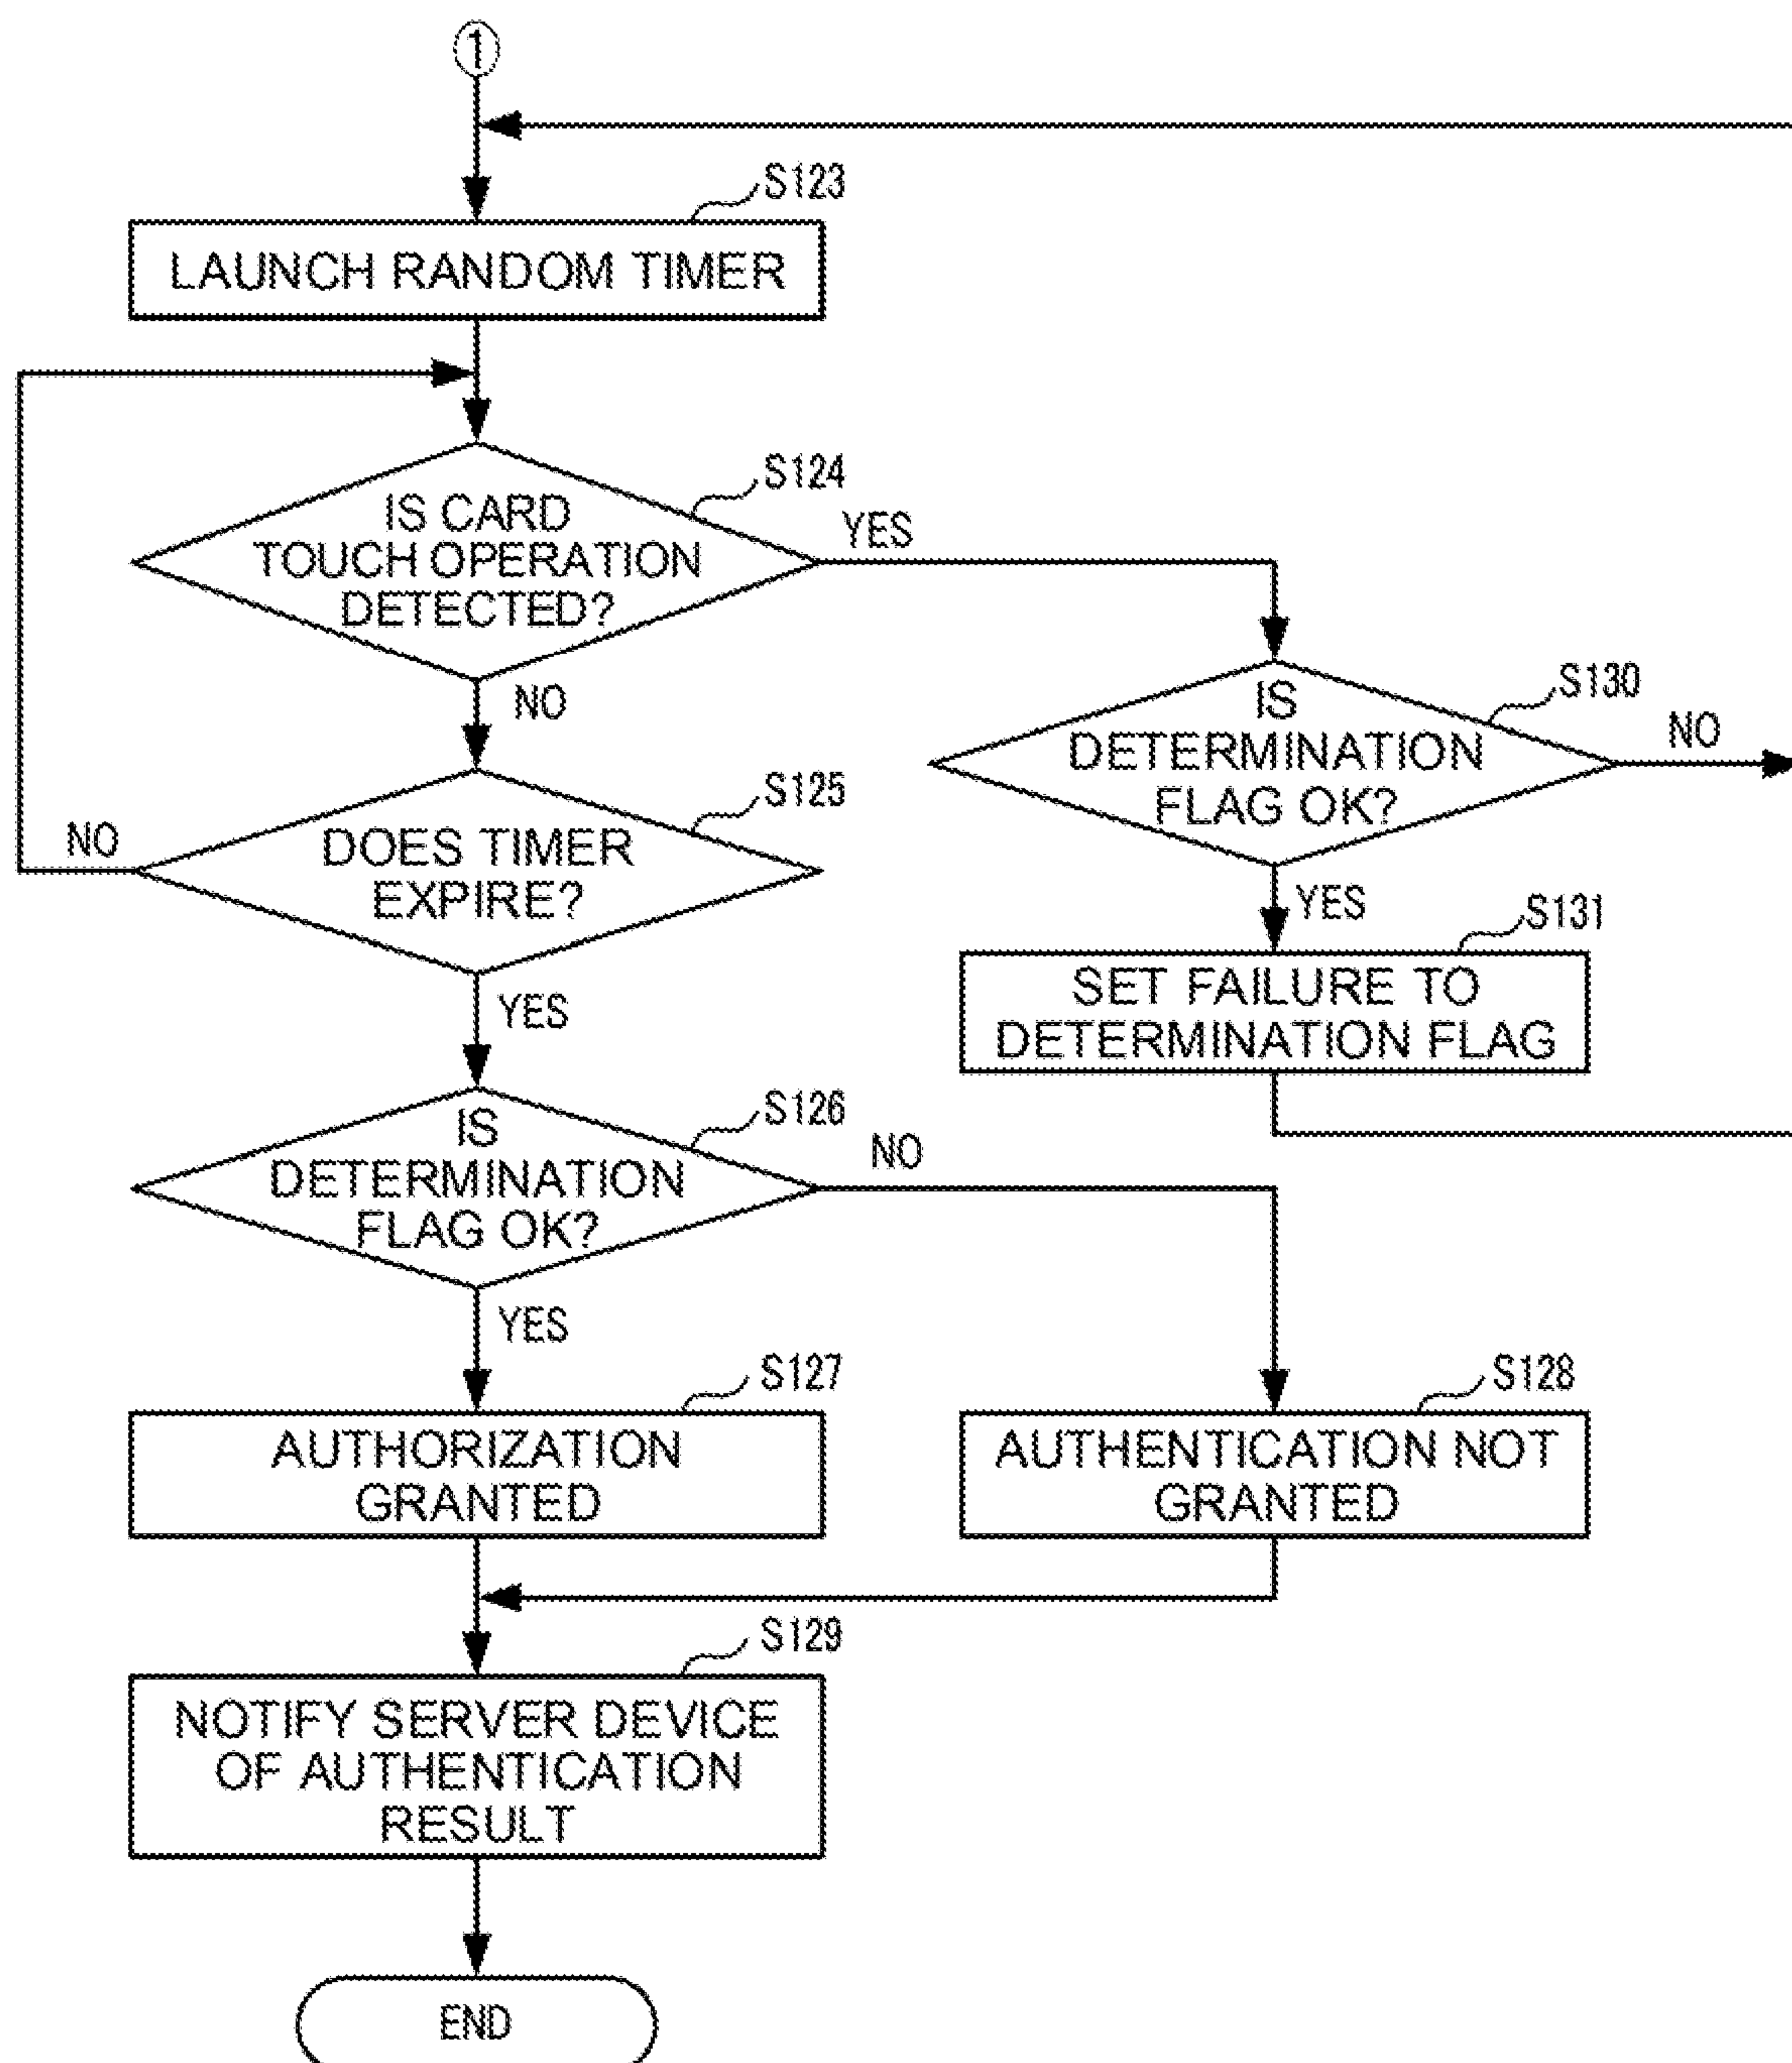 1
S123
LAUNCH RANDOM TIMER
S124
IS CARD
TOUCH OPERATION
DETECTED?
YES
NO
S130
IS
DETERMINATION
FLAG OK?
NO
YES
S125
DOES TIMER
EXPIRE?
NO
YES
S131
SET FAILURE TO
DETERMINATION FLAG
S126
IS
DETERMINATION
FLAG OK?
NO
YES
S127
AUTHORIZATION
GRANTED
S128
AUTHENTICATION NOT
GRANTED
S129
NOTIFY SERVER DEVICE
OF AUTHENTICATION
RESULT
END